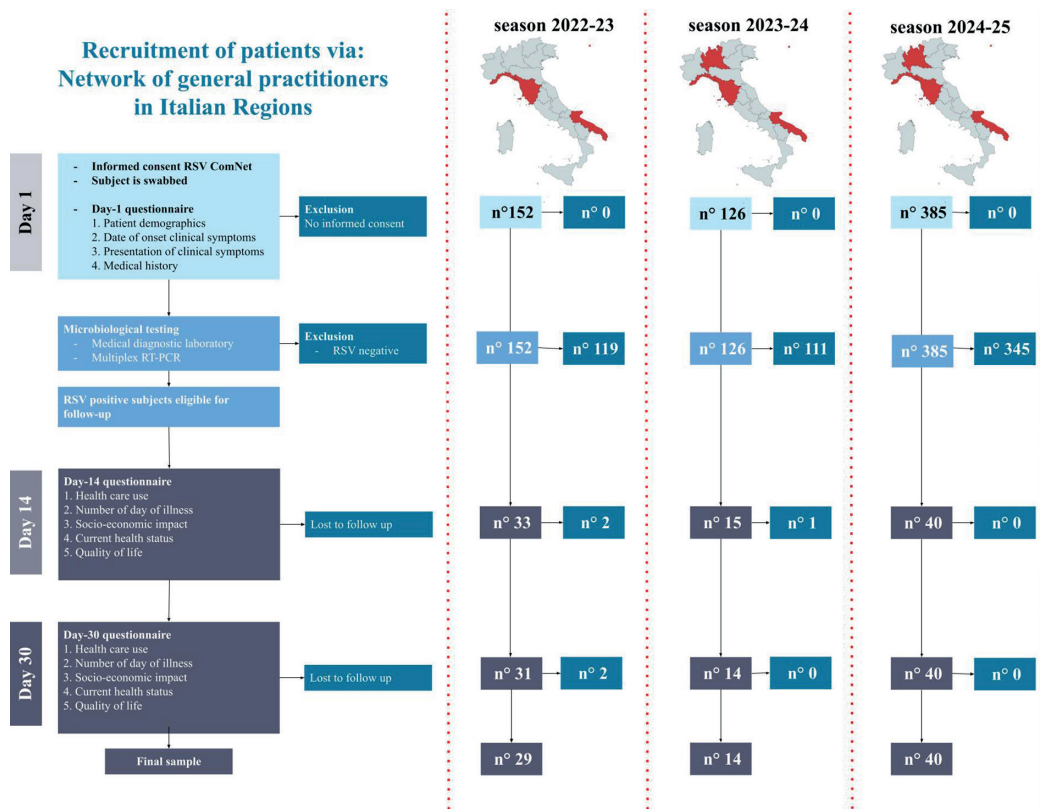 Recruitment of patients via:
Network of general practitioners
in Italian Regions
season 2022-23
season 2023-24
season 2024-25
Day 1
- Informed consent RSV ComNet
- Subject is swabbed
- Day-1 questionnaire
1. Patient demographics
2. Date of onset clinical symptoms
3. Presentation of clinical symptoms
4. Medical history
Exclusion
No informed consent
n°152
n° 0
n° 126
n° 0
n° 385
n° 0
Microbiological testing
- Medical diagnostic laboratory
- Multiplex RT-PCR
Exclusion
- RSV negative
n° 152
n° 119
n° 126
n° 111
n° 385
n° 345
RSV positive subjects eligible for
follow-up
Day 14
Day-14 questionnaire
1. Health care use
2. Number of day of illness
3. Socio-economic impact
4. Current health status
5. Quality of life
Lost to follow up
n° 33
n° 2
n° 15
n° 1
n° 40
n° 0
Day 30
Day-30 questionnaire
1. Health care use
2. Number of day of illness
3. Socio-economic impact
4. Current health status
5. Quality of life
Lost to follow up
n° 31
n° 2
n° 14
n° 0
n° 40
n° 0
Final sample
n° 29
n° 14
n° 40